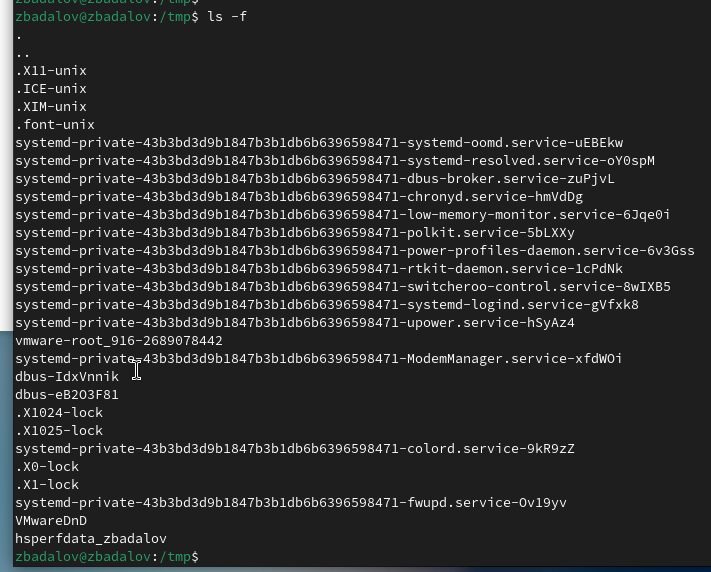 zbadalov@zbadalov:/tmp$
zbadalov@zbadalov:/tmp$ ls -f
.
..
.X11-unix
.ICE-unix
.XIM-unix
.font-unix
systemd-private-43b3bd3d9b1847b3b1db6b6396598471-systemd-oomd.service-uEBEkw
systemd-private-43b3bd3d9b1847b3b1db6b6396598471-systemd-resolved.service-oY0spM
systemd-private-43b3bd3d9b1847b3b1db6b6396598471-dbus-broker.service-zuPjvL
systemd-private-43b3bd3d9b1847b3b1db6b6396598471-chronyd.service-hmVdDg
systemd-private-43b3bd3d9b1847b3b1db6b6396598471-low-memory-monitor.service-6Jqe0i
systemd-private-43b3bd3d9b1847b3b1db6b6396598471-polkit.service-5bLXXy
systemd-private-43b3bd3d9b1847b3b1db6b6396598471-power-profiles-daemon.service-6v3Gss
systemd-private-43b3bd3d9b1847b3b1db6b6396598471-rtkit-daemon.service-1cPdNk
systemd-private-43b3bd3d9b1847b3b1db6b6396598471-switcheroo-control.service-8wIXB5
systemd-private-43b3bd3d9b1847b3b1db6b6396598471-systemd-logind.service-gVfxk8
systemd-private-43b3bd3d9b1847b3b1db6b6396598471-upower.service-hSyAz4
vmware-root_916-2689078442
systemd-private-43b3bd3d9b1847b3b1db6b6396598471-ModemManager.service-xfdWOi
dbus-IdxVnnik
dbus-eB2O3F81
.X1024-lock
.X1025-lock
systemd-private-43b3bd3d9b1847b3b1db6b6396598471-colord.service-9kR9zZ
.X0-lock
.X1-lock
systemd-private-43b3bd3d9b1847b3b1db6b6396598471-fwupd.service-Ov19yv
VMwareDnD
hsperfdata_zbadalov
zbadalov@zbadalov:/tmp$